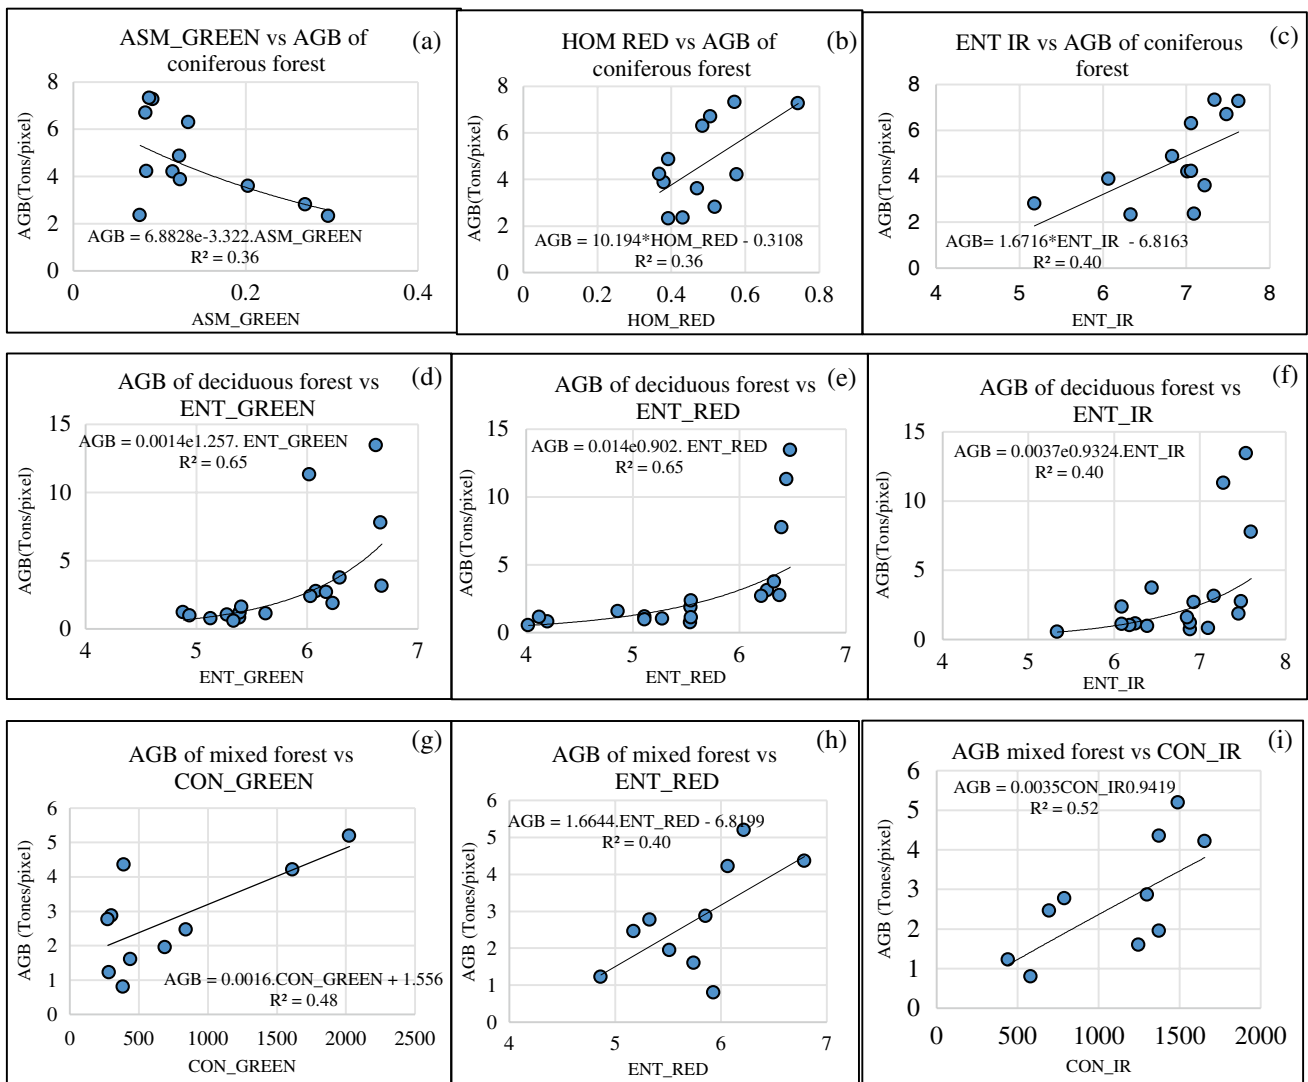 ASM_GREEN vs AGB of
coniferous forest
(a)
AGB(Tons/pixel)
8
6
4
2
0
AGB = 6.8828e-3.322.ASM_GREEN
R² = 0.36
0 0.2 0.4
ASM_GREEN
HOM RED vs AGB of
coniferous forest
(b)
AGB(Tons/pixel)
8
6
4
2
0
AGB = 10.194*HOM_RED - 0.3108
R² = 0.36
0 0.2 0.4 0.6 0.8
HOM_RED
ENT IR vs AGB of coniferous
forest
(c)
AGB(Tons/pixel)
8
6
4
2
0
AGB= 1.6716*ENT_IR - 6.8163
R² = 0.40
4 5 6 7 8
ENT_IR
AGB of deciduous forest vs
ENT_GREEN
(d)
AGB(Tons/pixel)
15
10
5
0
AGB = 0.0014e1.257. ENT_GREEN
R² = 0.65
4 5 6 7
ENT_GREEN
AGB of deciduous forest vs
ENT_RED
(e)
AGB(Tons/pixel)
15
10
5
0
AGB = 0.014e0.902. ENT_RED
R² = 0.65
4 5 6 7
ENT_RED
AGB of deciduous forest vs
ENT_IR
(f)
AGB(Tons/pixel)
15
10
5
0
AGB = 0.0037e0.9324.ENT_IR
R² = 0.40
4 5 6 7 8
ENT_IR
AGB of mixed forest vs
CON_GREEN
(g)
AGB (Tones/pixel)
6
5
4
3
2
1
0
AGB = 0.0016.CON_GREEN + 1.556
R² = 0.48
0 500 1000 1500 2000 2500
CON_GREEN
AGB of mixed forest vs
ENT_RED
(h)
AGB (Tones/pixel)
6
5
4
3
2
1
0
AGB = 1.6644.ENT_RED - 6.8199
R² = 0.40
4 5 6 7
ENT_RED
AGB mixed forest vs CON_IR
(i)
AGB (Tones/pixel)
6
5
4
3
2
1
0
AGB = 0.0035CON_IR0.9419
R² = 0.52
0 500 1000 1500 2000
CON_IR